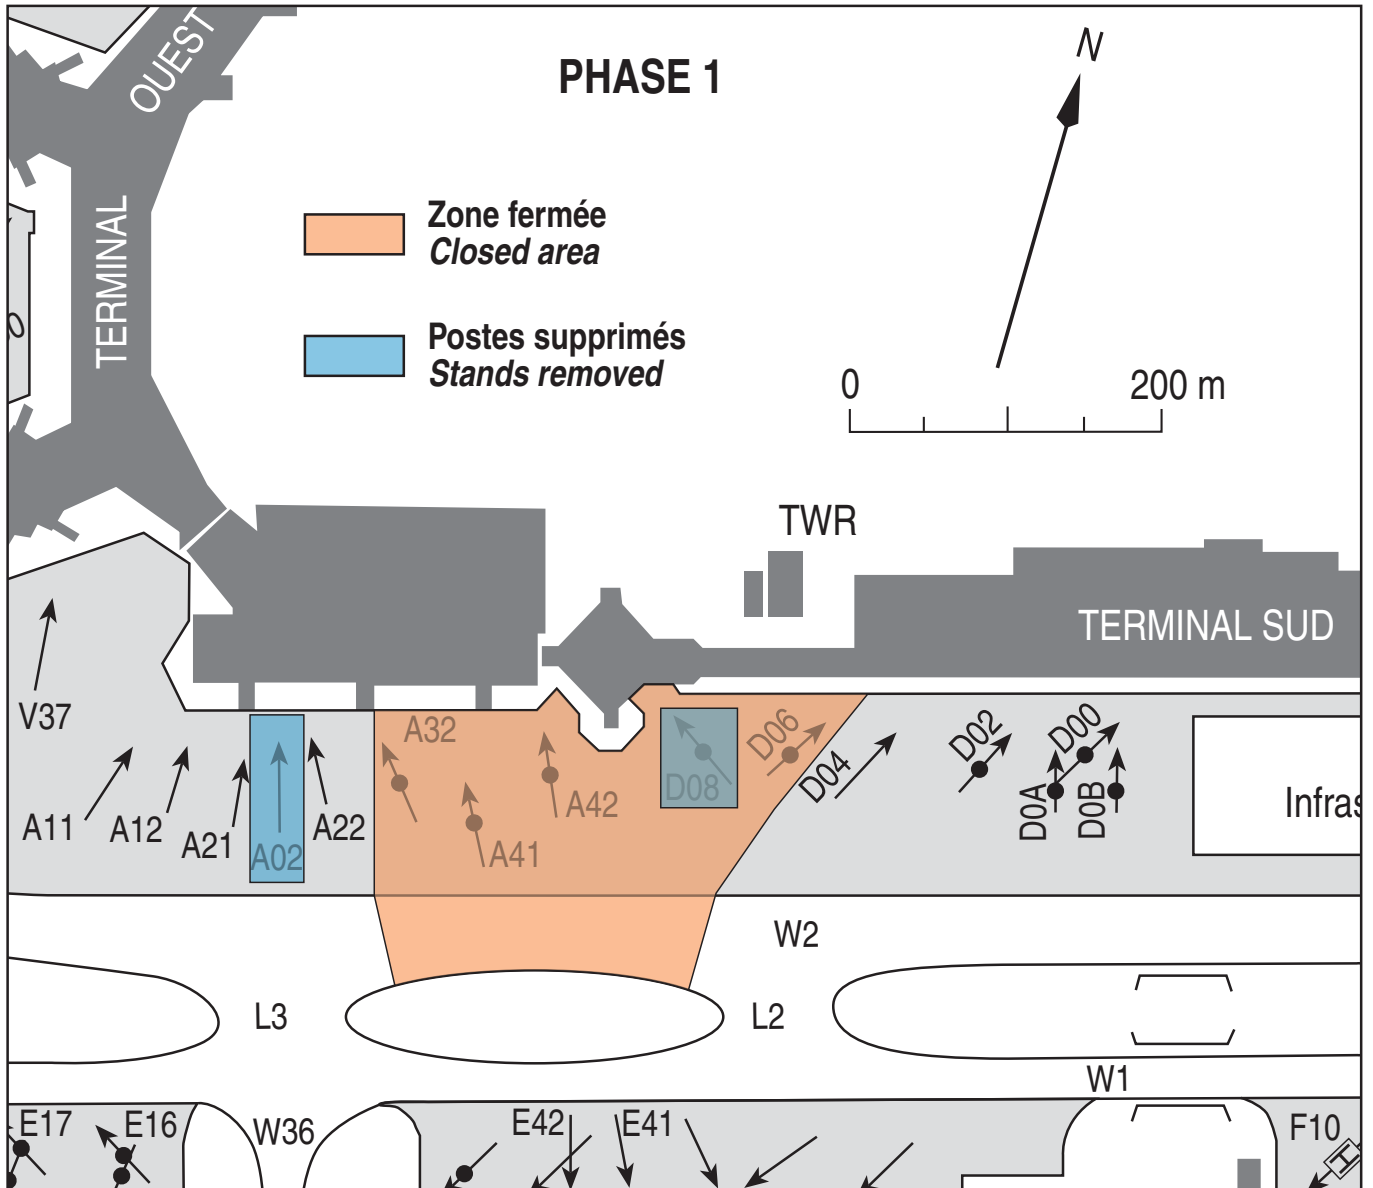 OUEST
N
PHASE 1
TERMINAL
Zone fermée
Closed area
Postes supprimés
Stands removed
0
200 m
TWR
TERMINAL SUD
V37
A32
D06
D02
D00
D04
D08
D0A
D0B
A42
A11
A12
A21
A02
A22
A41
W2
L3
L2
W1
E17
E16
W36
E42
E41
F10
H